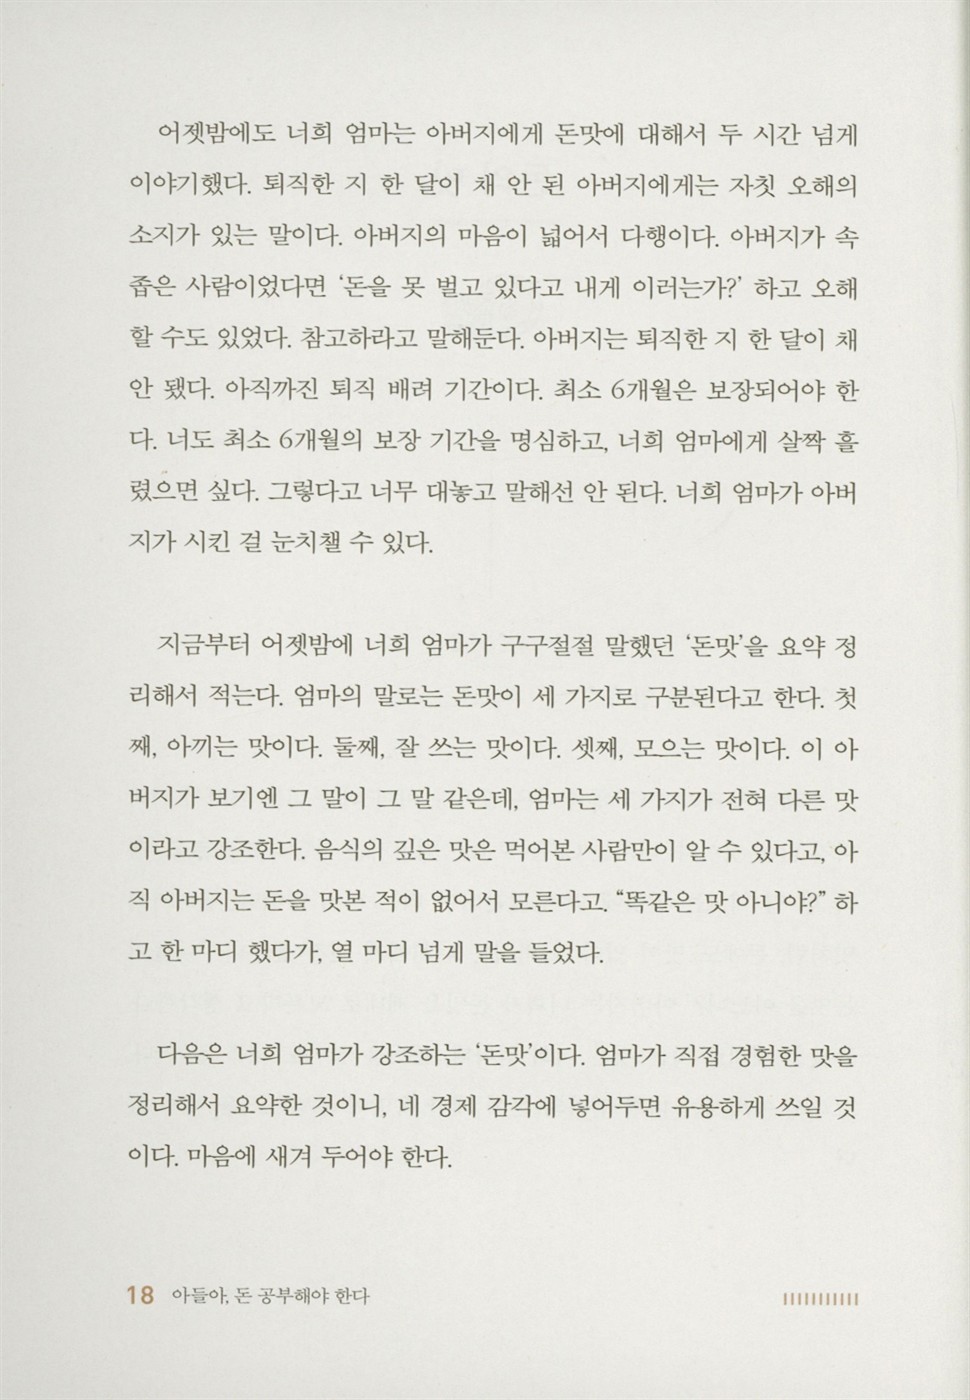 어젯밤에도 너희 엄마는 아버지에게 돈맛에 대해서 두 시간 넘게
이야기했다. 퇴직한 지 한 달이 채 안 된 아버지에게는 자칫 오해의
소지가 있는 말이다. 아버지의 마음이 넓어서 다행이다. 아버지가 속
좁은 사람이었다면 ‘돈을 못 벌고 있다고 내게 이러는가?’ 하고 오해
할 수도 있었다. 참고하라고 말해둔다. 아버지는 퇴직한 지 한 달이 채
안 됐다. 아직까진 퇴직 배려 기간이다. 최소 6개월은 보장되어야 한
다. 너도 최소 6개월의 보장 기간을 명심하고, 너희 엄마에게 살짝 흘
렸으면 싶다. 그렇다고 너무 대놓고 말해선 안 된다. 너희 엄마가 아버
지가 시킨 걸 눈치챌 수 있다.
지금부터 어젯밤에 너희 엄마가 구구절절 말했던 ‘돈맛’을 요약 정
리해서 적는다. 엄마의 말로는 돈맛이 세 가지로 구분된다고 한다. 첫
째, 아끼는 맛이다. 둘째, 잘 쓰는 맛이다. 셋째, 모으는 맛이다. 이 아
버지가 보기엔 그 말이 그 말 같은데, 엄마는 세 가지가 전혀 다른 맛
이라고 강조한다. 음식의 깊은 맛은 먹어본 사람만이 알 수 있다고, 아
직 아버지는 돈을 맛본 적이 없어서 모른다고. “똑같은 맛 아니야?” 하
고 한 마디 했다가, 열 마디 넘게 말을 들었다.
다음은 너희 엄마가 강조하는 ‘돈맛’이다. 엄마가 직접 경험한 맛을
정리해서 요약한 것이니, 네 경제 감각에 넣어두면 유용하게 쓰일 것
이다. 마음에 새겨 두어야 한다.
18 아들아, 돈 공부해야 한다